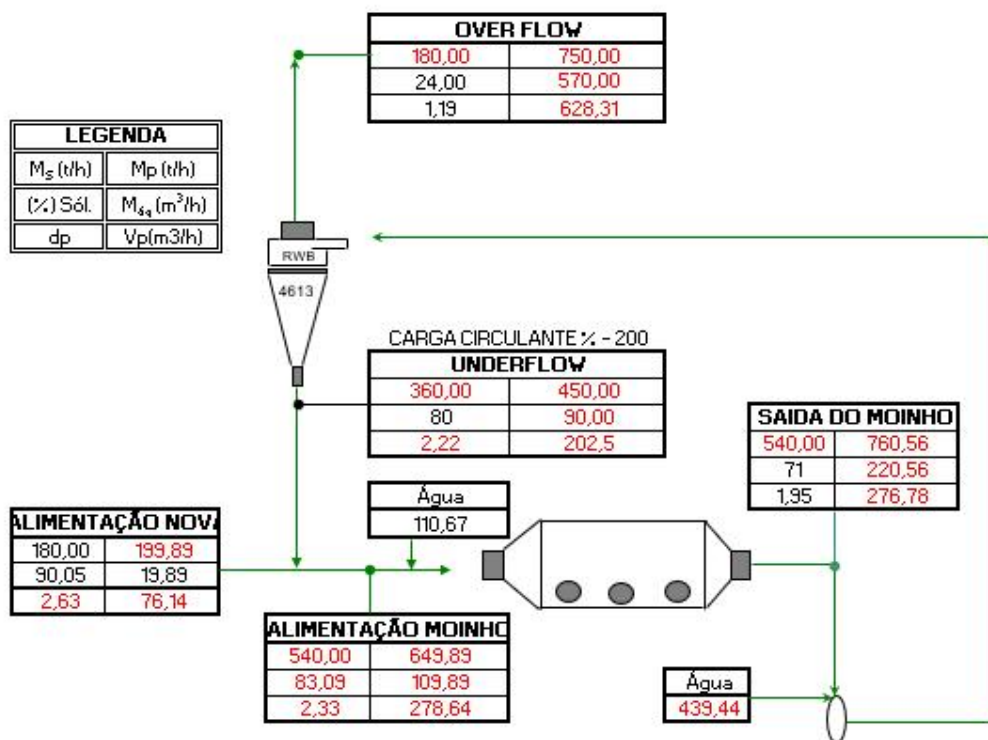 OVER FLOW
180,00 750,00
24,00 570,00
1,19 628,31
LEGENDA
Ms (t/h) Mp (t/h)
(%) Sól. Máq (m³/h)
dp Vp(m3/h)
RWB
4613
CARGA CIRCULANTE % - 200
UNDERFLOW
360,00 450,00
80 90,00
2,22 202,5
SAIDA DO MOINHO
540,00 760,56
71 220,56
1,95 276,78
Água
110,67
ALIMENTAÇÃO NOVA
180,00 199,89
90,05 19,89
2,63 76,14
ALIMENTAÇÃO MOINHO
540,00 649,89
83,09 109,89
2,33 278,64
Água
439,44